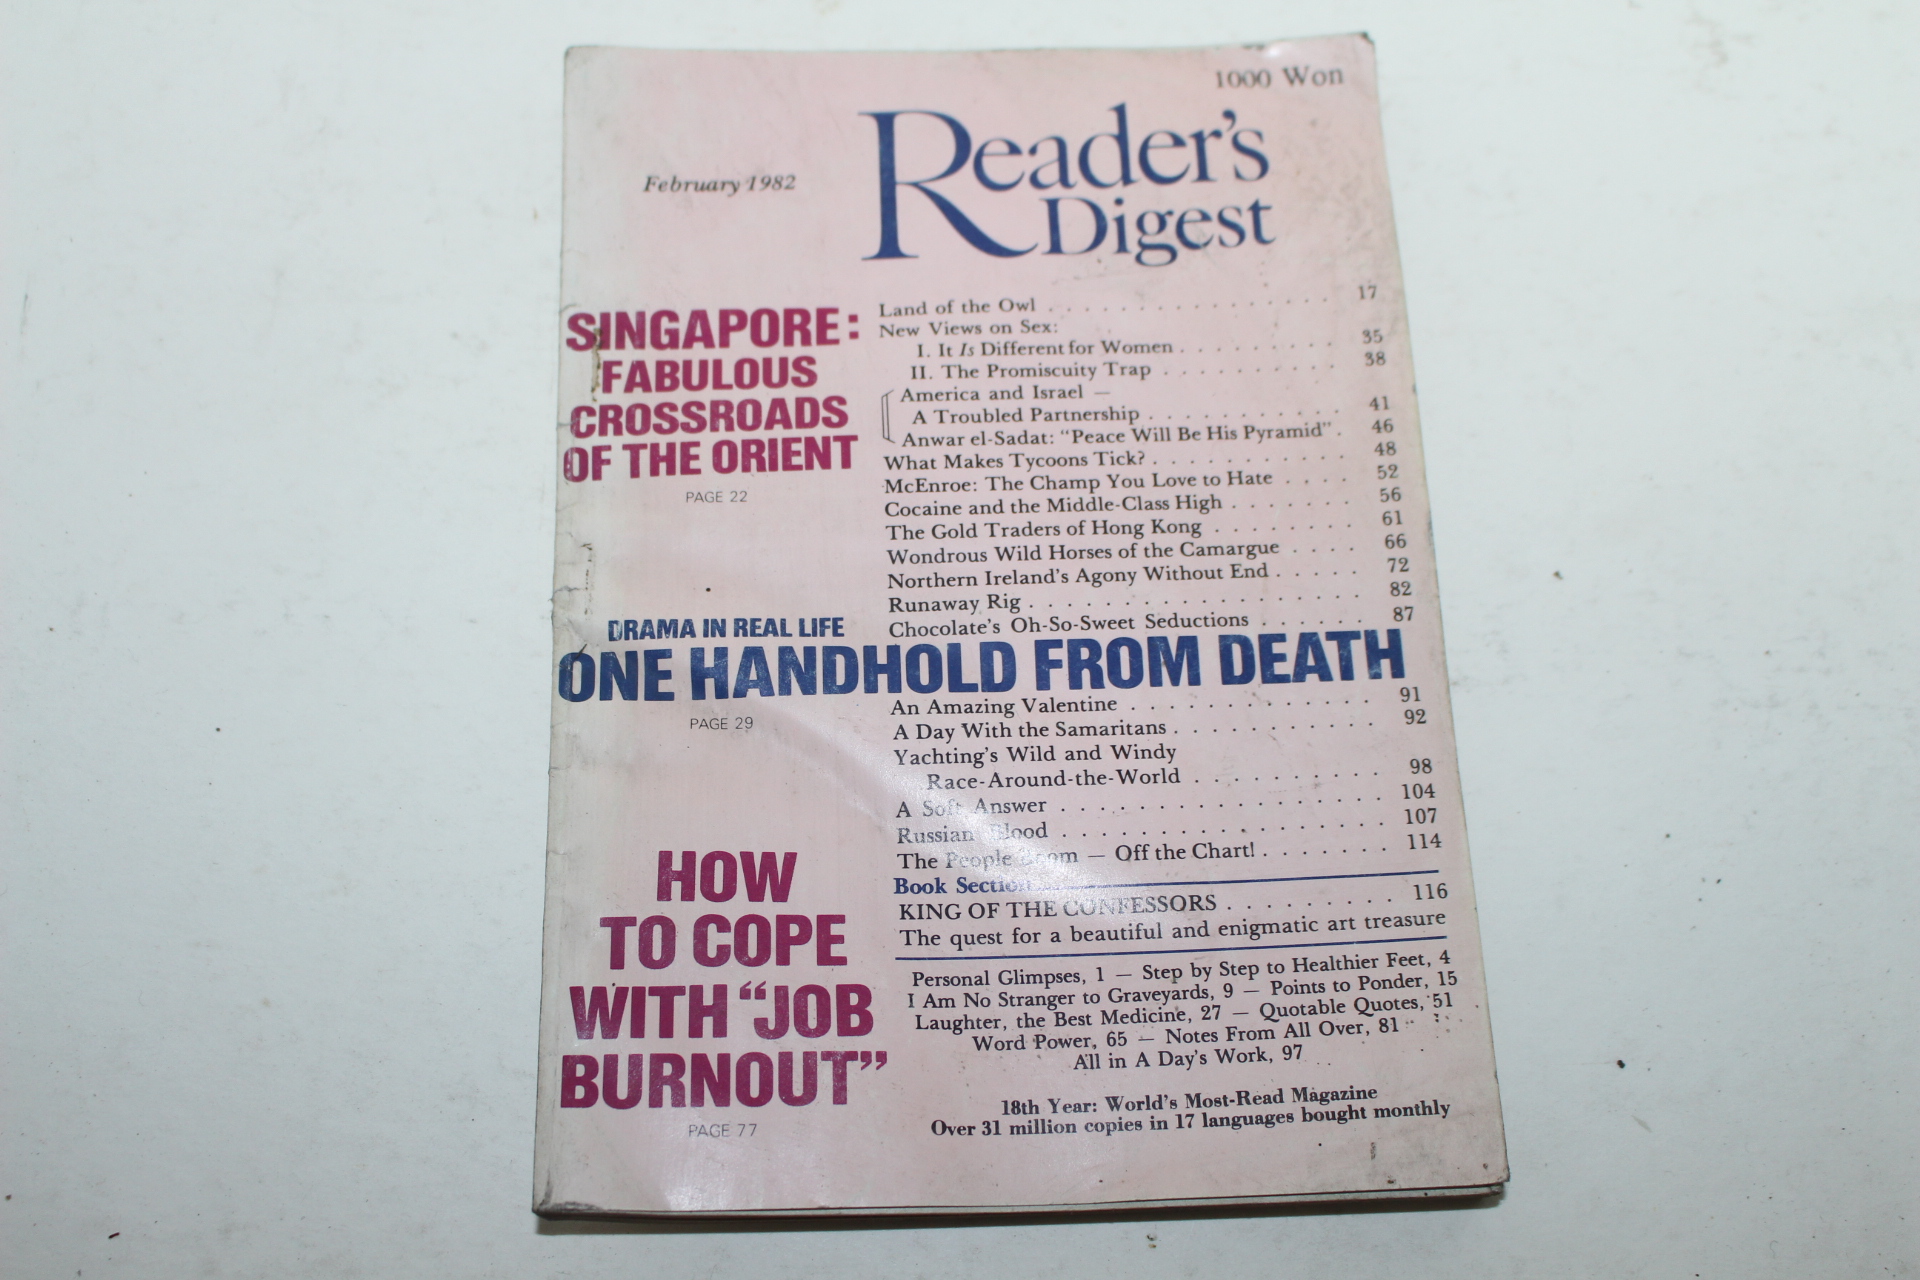 1000 Won
Reader's
Digest
February 1982
SINGAPORE:
FABULOUS
CROSSROADS
OF THE ORIENT
PAGE 22
Land of the Owl . . . . . . . . . . . . . . . . 17
New Views on Sex:
I. It Is Different for Women . . . . . . . . . 35
II. The Promiscuity Trap . . . . . . . . . . 38
America and Israel —
A Troubled Partnership . . . . . . . . . . . 41
Anwar el-Sadat: "Peace Will Be His Pyramid" . 46
What Makes Tycoons Tick? . . . . . . . . . . . 48
McEnroe: The Champ You Love to Hate . . . . 52
Cocaine and the Middle-Class High . . . . . . . 56
The Gold Traders of Hong Kong . . . . . . . . 61
Wondrous Wild Horses of the Camargue . . . . 66
Northern Ireland's Agony Without End . . . . . 72
Runaway Rig . . . . . . . . . . . . . . . . . . 82
Chocolate's Oh-So-Sweet Seductions . . . . . . 87
DRAMA IN REAL LIFE
ONE HANDHOLD FROM DEATH
PAGE 29
An Amazing Valentine . . . . . . . . . . . . . 91
A Day With the Samaritans . . . . . . . . . . . 92
Yachting's Wild and Windy
Race-Around-the-World . . . . . . . . . . 98
A Soft Answer . . . . . . . . . . . . . . . . . 104
Russian Blood . . . . . . . . . . . . . . . . . 107
The People Boom — Off the Chart! . . . . . . . 114
Book Section
KING OF THE CONFESSORS . . . . . . . . . 116
The quest for a beautiful and enigmatic art treasure
HOW
TO COPE
WITH "JOB
BURNOUT"
PAGE 77
Personal Glimpses, 1 — Step by Step to Healthier Feet, 4
I Am No Stranger to Graveyards, 9 — Points to Ponder, 15
Laughter, the Best Medicine, 27 — Quotable Quotes, 51
Word Power, 65 — Notes From All Over, 81
All in A Day's Work, 97
18th Year: World's Most-Read Magazine
Over 31 million copies in 17 languages bought monthly